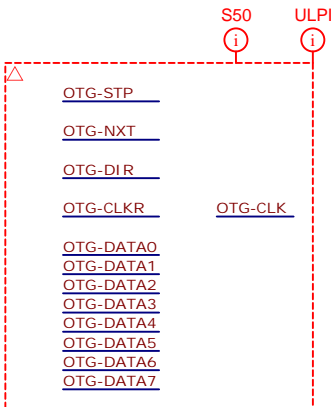 S50 ULPI
i i
OTG-STP
OTG-NXT
OTG-DIR
OTG-CLKR OTG-CLK
OTG-DATA0
OTG-DATA1
OTG-DATA2
OTG-DATA3
OTG-DATA4
OTG-DATA5
OTG-DATA6
OTG-DATA7